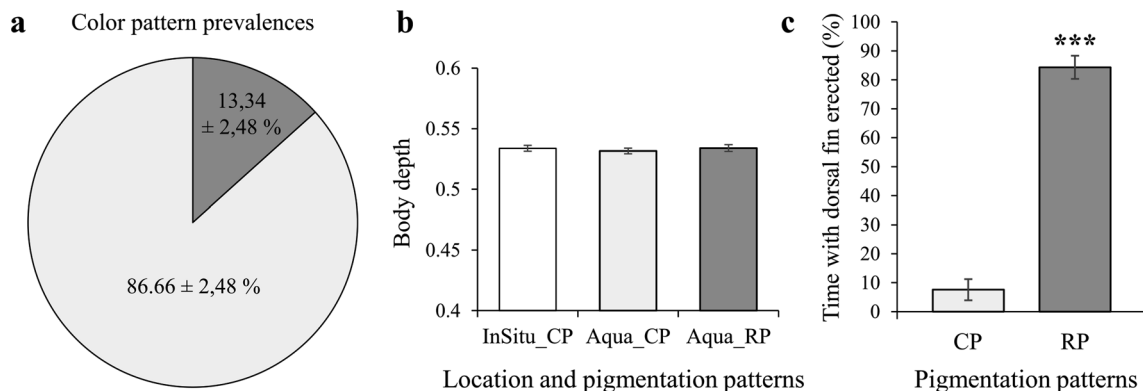 a
Color pattern prevalences
13,34
± 2,48 %
86.66 ± 2,48 %
b
Body depth
0.6
0.55
0.5
0.45
0.4
InSitu_CP Aqua_CP Aqua_RP
Location and pigmentation patterns
c
Time with dorsal fin erected (%)
100
90
80
70
60
50
40
30
20
10
0
***
CP RP
Pigmentation patterns